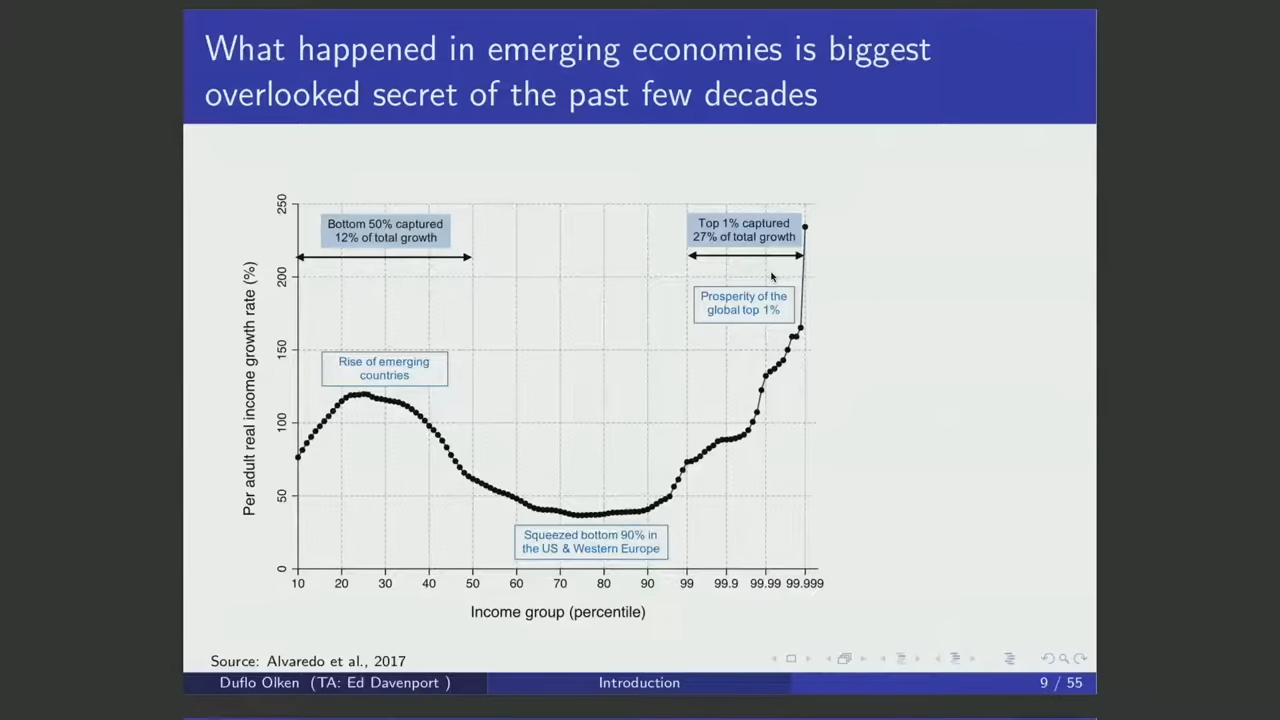 What happened in emerging economies is biggest
overlooked secret of the past few decades
Bottom 50% captured
12% of total growth
Top 1% captured
27% of total growth
Prosperity of the
global top 1%
Rise of emerging
countries
Squeezed bottom 90% in
the US & Western Europe
Per adult real income growth rate (%)
250
200
150
100
50
0
10 20 30 40 50 60 70 80 90 99 99.9 99.99 99.999
Income group (percentile)
Source: Alvaredo et al., 2017
Duflo Olken (TA: Ed Davenport ) Introduction 9 / 55